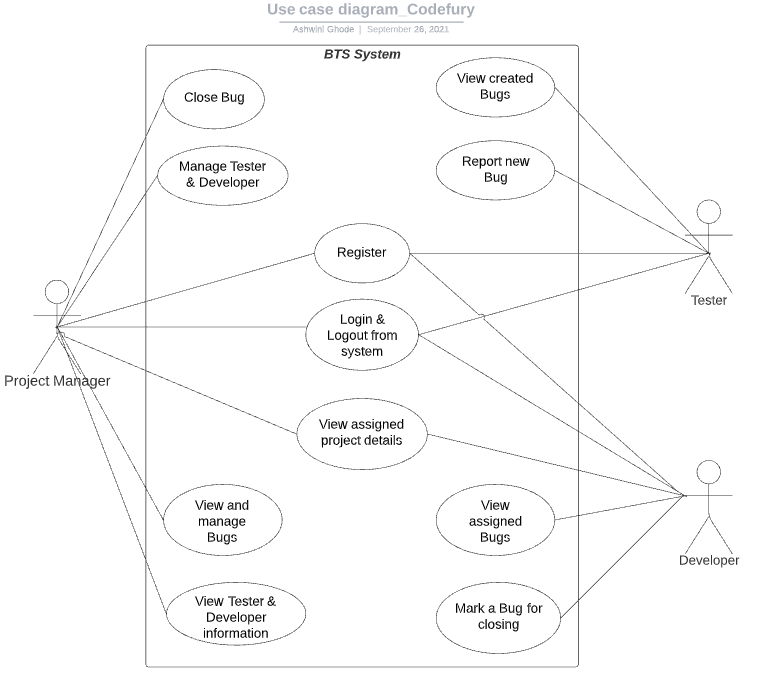 Use case diagram_Codefury
Ashwini Ghode | September 26, 2021
BTS System
Close Bug
View created
Bugs
Manage Tester
& Developer
Report new
Bug
Register
Tester
Login &
Logout from
system
Project Manager
View assigned
project details
View and
manage
Bugs
View
assigned
Bugs
Developer
View Tester &
Developer
information
Mark a Bug for
closing